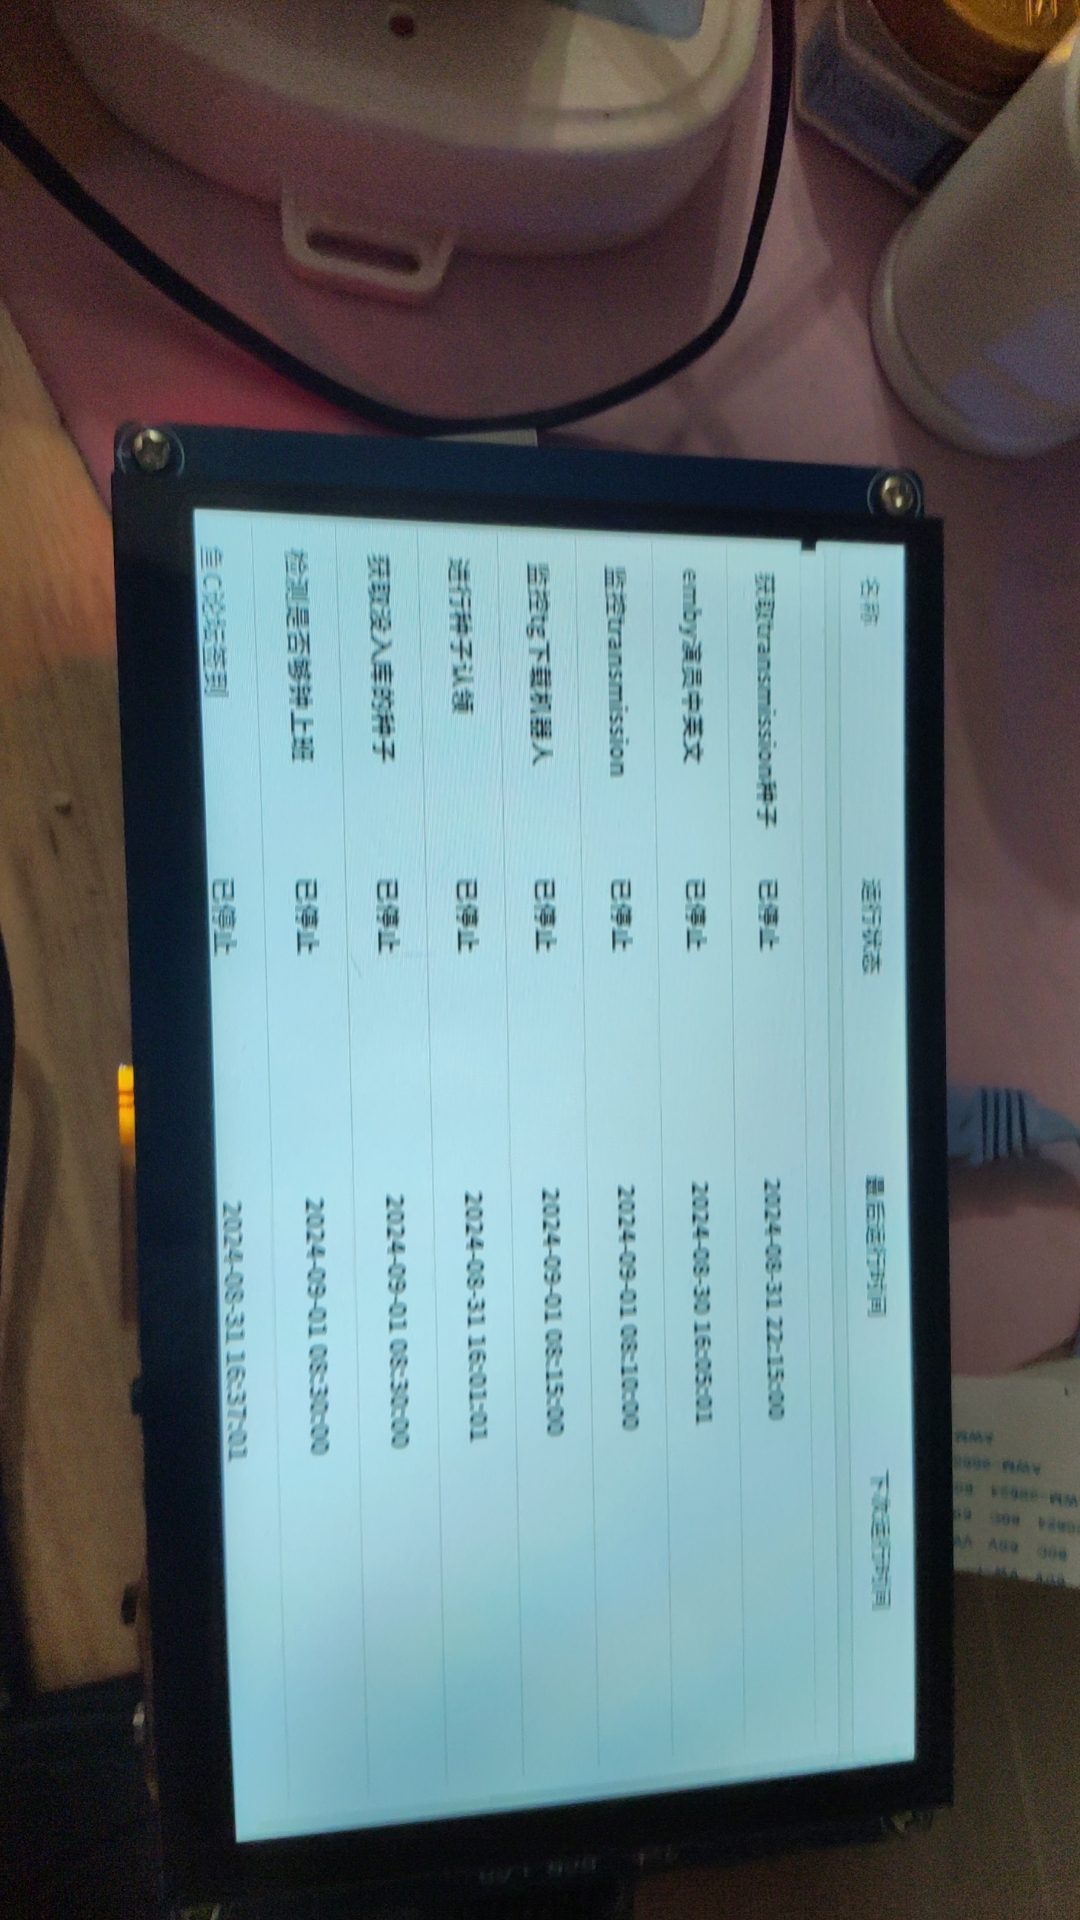 名称 运行状态 最后运行时间 下次运行时间
获取transmission种子 已停止 2024-08-31 22:15:00
emby演员中英文 已停止 2024-08-30 16:05:01
监控transmission 已停止 2024-09-01 08:10:00
监控tg下载机器人 已停止 2024-09-01 08:15:00
进行种子认领 已停止 2024-08-31 16:01:01
获取没入库的种子 已停止 2024-09-01 08:30:00
检测是否够钟上班 已停止 2024-09-01 08:30:00
论坛签到 已停止 2024-08-31 16:37:01